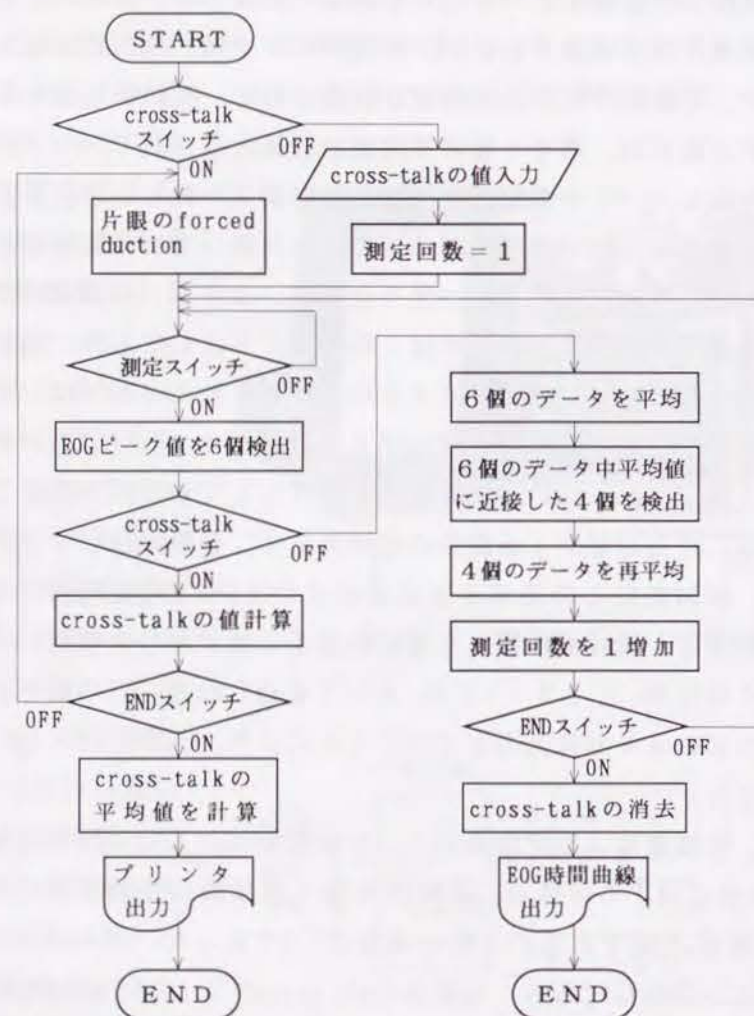 START
cross-talk
スイッチ
OFF
ON
cross-talkの値入力
片眼のforced
duction
測定回数=1
測定スイッチ
OFF
ON
EOGピーク値を6個検出
cross-talk
スイッチ
OFF
ON
cross-talkの値計算
ENDスイッチ
OFF
ON
cross-talkの
平均値を計算
プリンタ
出力
END
6個のデータを平均
6個のデータ中平均値
に近接した4個を検出
4個のデータを再平均
測定回数を1増加
ENDスイッチ
OFF
ON
cross-talkの消去
EOG時間曲線
出力
END